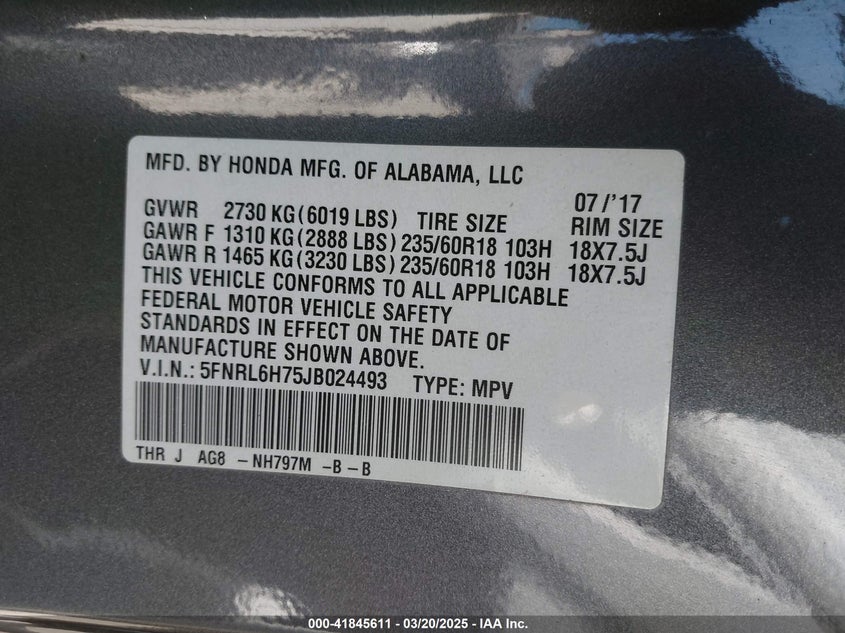 MFD. BY HONDA MFG. OF ALABAMA, LLC
07/'17
GVWR 2730 KG(6019 LBS) TIRE SIZE RIM SIZE
GAWR F 1310 KG(2888 LBS) 235/60R18 103H 18X7.5J
GAWR R 1465 KG(3230 LBS) 235/60R18 103H 18X7.5J
THIS VEHICLE CONFORMS TO ALL APPLICABLE
FEDERAL MOTOR VEHICLE SAFETY
STANDARDS IN EFFECT ON THE DATE OF
MANUFACTURE SHOWN ABOVE.
V.I.N.: 5FNRL6H75JB024493 TYPE: MPV
THR J AG8 -NH797M -B-B
000-41845611 - 03/20/2025 - IAA Inc.